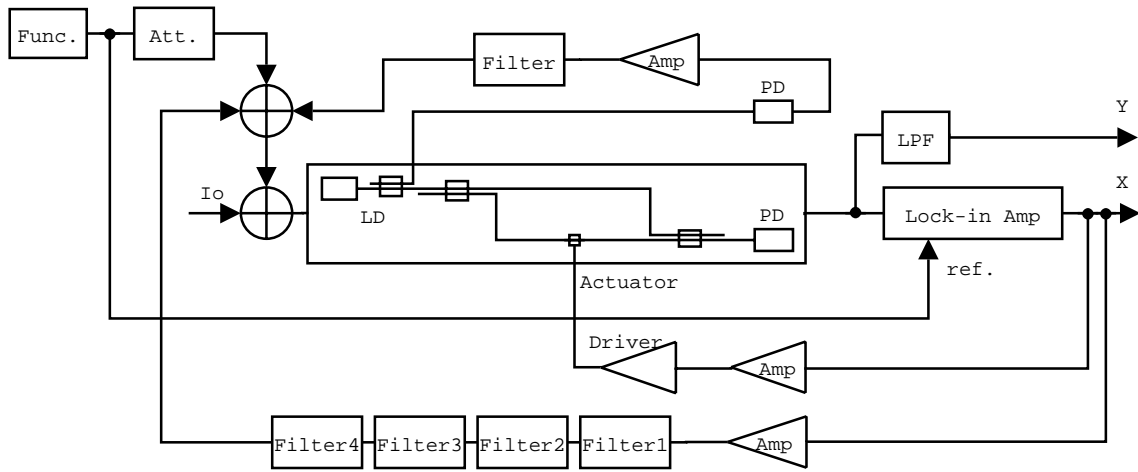 Func.
Att.
Filter
Amp
PD
Y
LPF
X
Io
LD
PD
Lock-in Amp
ref.
Actuator
Driver
Amp
Filter4
Filter3
Filter2
Filter1
Amp